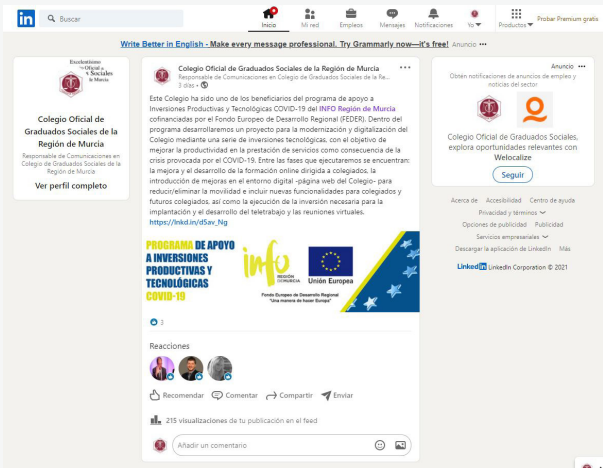 in
Buscar
Inicio
Mi red
Empleos
Mensajes
Notificaciones
Yo
Productos
Probar Premium gratis
Write Better in English - Make every message professional. Try Grammarly now—it's free! Anuncio •••
Excelentísimo
Oficial
Sociales
de Murcia
Colegio Oficial de
Graduados Sociales de la
Región de Murcia
Responsable de Comunicaciones en
Colegio de Graduados Sociales de la
Región de Murcia
Ver perfil completo
Colegio Oficial de Graduados Sociales de la Región de Murcia
Responsable de Comunicaciones en Colegio de Graduados Sociales de la Re...
3 días •
Este Colegio ha sido uno de los beneficiarios del programa de apoyo a
Inversiones Productivas y Tecnológicas COVID-19 del INFO Región de Murcia
cofinanciadas por el Fondo Europeo de Desarrollo Regional (FEDER). Dentro del
programa desarrollaremos un proyecto para la modernización y digitalización del
Colegio mediante una serie de inversiones tecnológicas, con el objetivo de
mejorar la productividad en la prestación de servicios como consecuencia de la
crisis provocada por el COVID-19. Entre las fases que ejecutaremos se encuentran:
la mejora y el desarrollo de la formación online dirigida a colegiados, la
introducción de mejoras en el entorno digital -página web del Colegio- para
reducir/eliminar la movilidad e incluir nuevas funcionalidades para colegiados y
futuros colegiados, así como la ejecución de la inversión necesaria para la
implantación y el desarrollo del teletrabajo y las reuniones virtuales.
https://lnkd.in/dSav_Ng
PROGRAMA DE APOYO
A INVERSIONES
PRODUCTIVAS Y
TECNOLÓGICAS
COVID-19
info
REGIÓN
DE MURCIA
Unión Europea
Fondo Europeo de Desarrollo Regional
"Una manera de hacer Europa"
3
Reacciones
Recomendar
Comentar
Compartir
Enviar
215 visualizaciones de tu publicación en el feed
Añadir un comentario
Anuncio •••
Obtén notificaciones de anuncios de empleo y
noticias del sector
Colegio Oficial de Graduados Sociales,
explora oportunidades relevantes con
Welocalize
Seguir
Acerca de Accesibilidad Centro de ayuda
Privacidad y términos
Opciones de publicidad Publicidad
Servicios empresariales
Descargar la aplicación de LinkedIn Más
LinkedIn LinkedIn Corporation © 2021